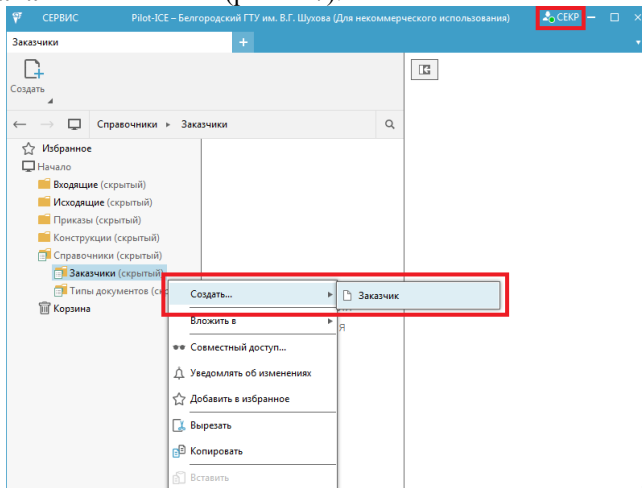 СЕРВИС Pilot-ICE – Белгородский ГТУ им. В.Г. Шухова (Для некоммерческого использования) СЕКР
Заказчики
Создать
Справочники Заказчики
Избранное
Начало
Входящие (скрытый)
Исходящие (скрытый)
Приказы (скрытый)
Конструкции (скрытый)
Справочники (скрытый)
Заказчики (скрытый)
Типы документов (ск
Корзина
Создать...
Заказчик
Вложить в
Я
Совместный доступ...
Уведомлять об изменениях
Добавить в избранное
Вырезать
Копировать
Вставить